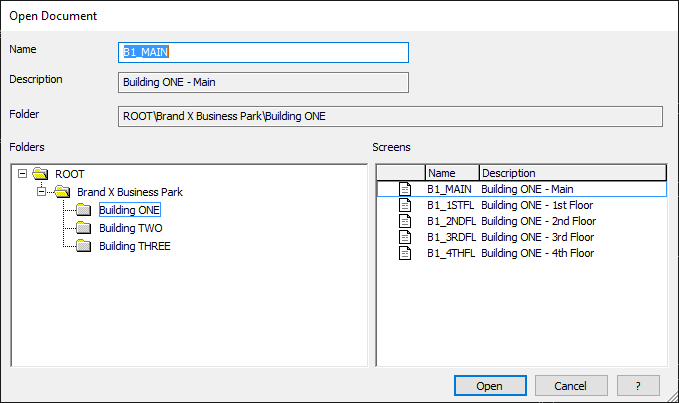 Open Document
Name B1_MAIN
Description Building ONE - Main
Folder ROOT\Brand X Business Park\Building ONE
Folders
ROOT
Brand X Business Park
Building ONE
Building TWO
Building THREE
Screens
Name Description
B1_MAIN Building ONE - Main
B1_1STFL Building ONE - 1st Floor
B1_2NDFL Building ONE - 2nd Floor
B1_3RDFL Building ONE - 3rd Floor
B1_4THFL Building ONE - 4th Floor
Open Cancel ?